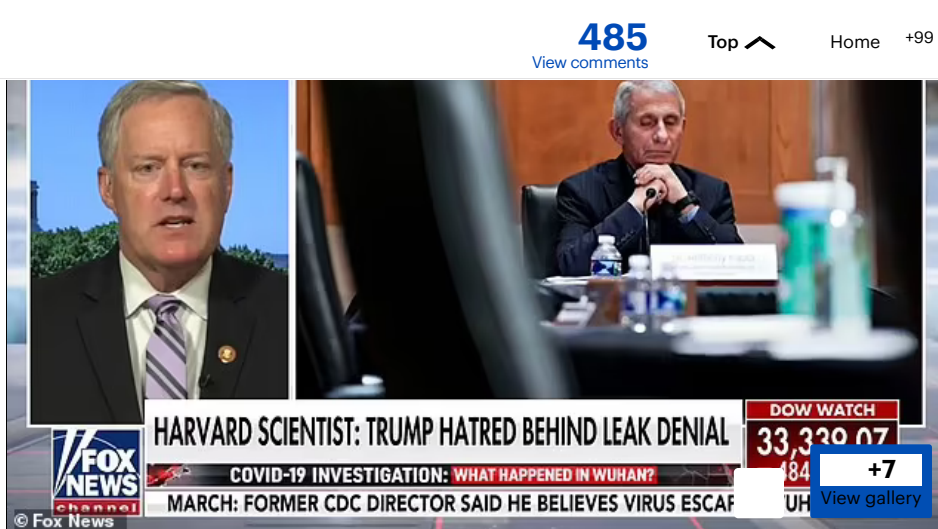 485
View comments
Top
Home
+99
HARVARD SCIENTIST: TRUMP HATRED BEHIND LEAK DENIAL
DOW WATCH
33,339.07
484
FOX
NEWS
channel
COVID-19 INVESTIGATION: WHAT HAPPENED IN WUHAN?
MARCH: FORMER CDC DIRECTOR SAID HE BELIEVES VIRUS ESCAP
UH
+7
View gallery
© Fox News